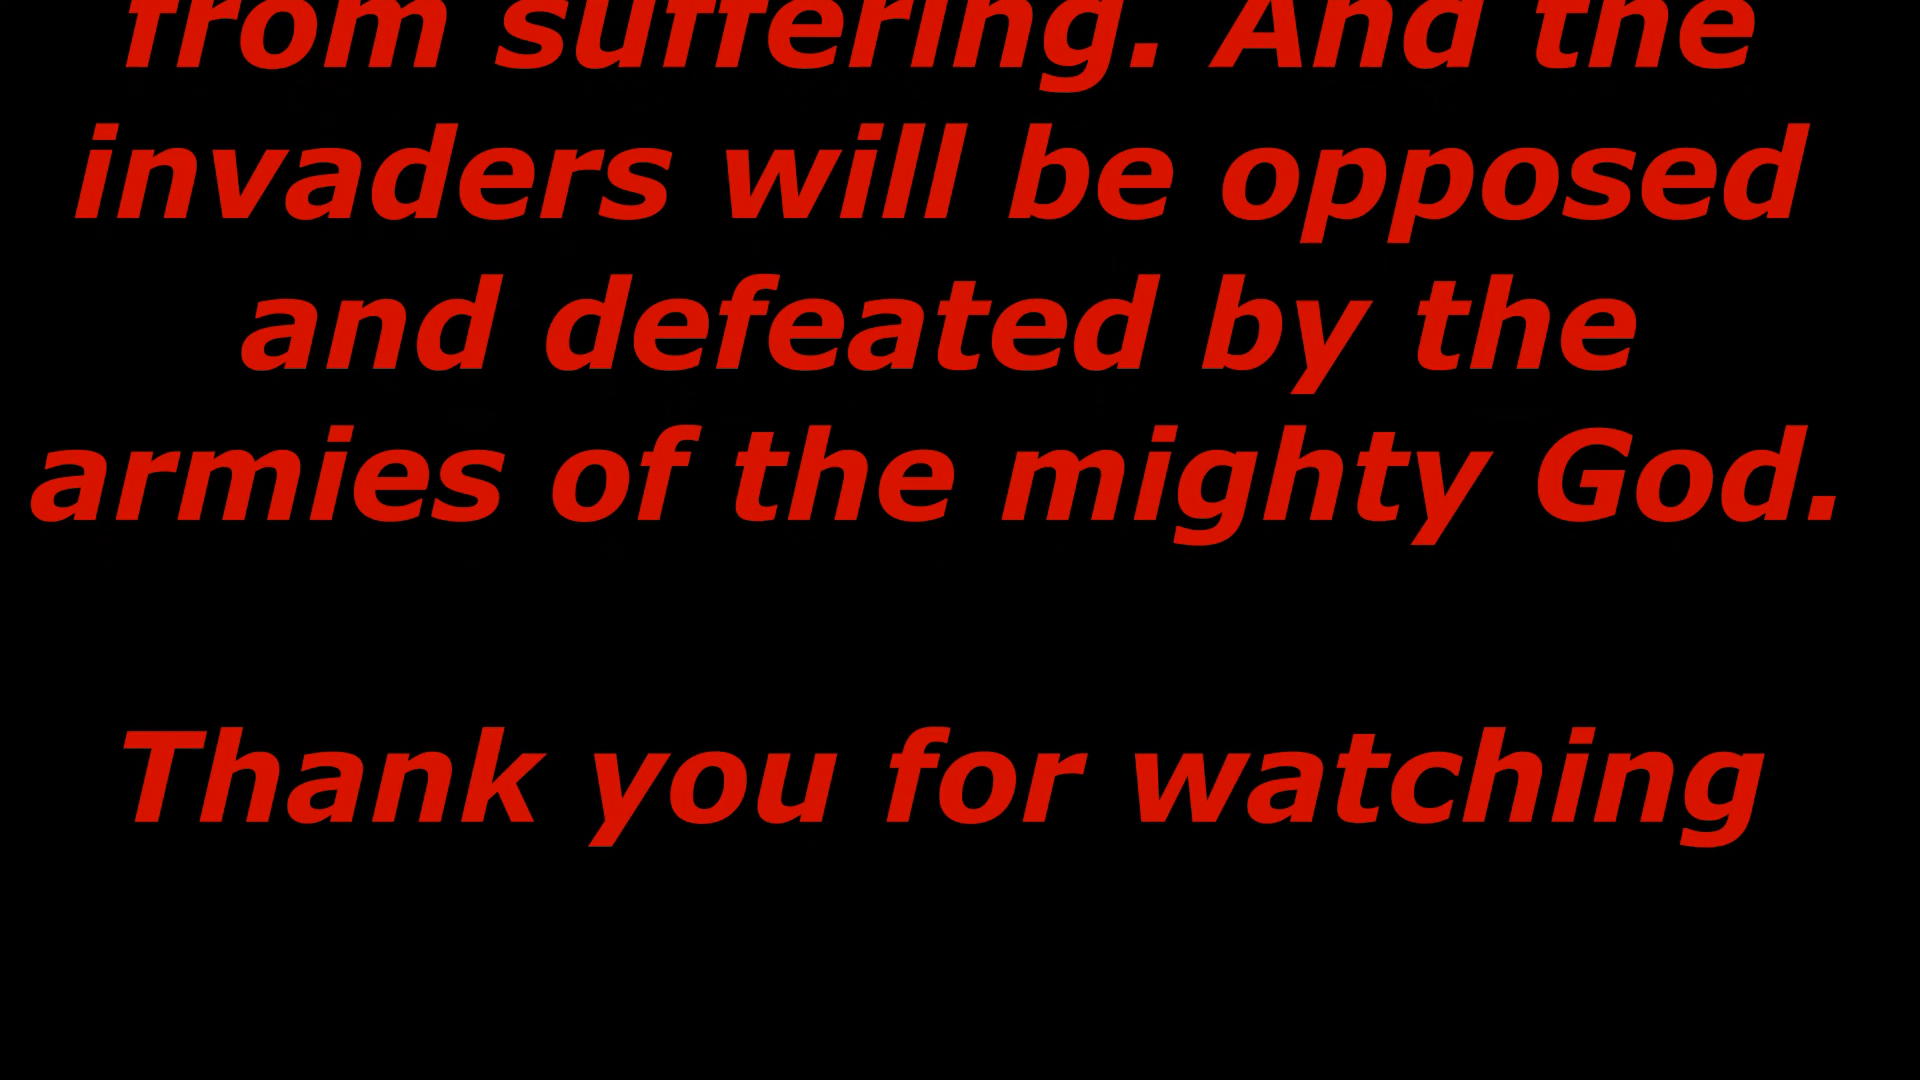 from suffering. And the
invaders will be opposed
and defeated by the
armies of the mighty God.
Thank you for watching